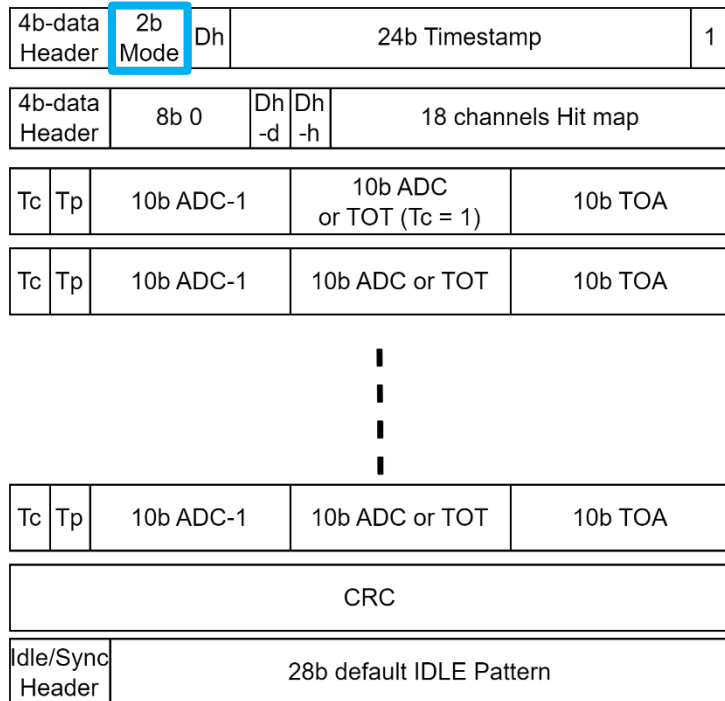 4b-data Header 2b Mode Dh 24b Timestamp 1
4b-data Header 8b 0 Dh -d Dh -h 18 channels Hit map
Tc Tp 10b ADC-1 10b ADC or TOT (Tc = 1) 10b TOA
Tc Tp 10b ADC-1 10b ADC or TOT 10b TOA
Tc Tp 10b ADC-1 10b ADC or TOT 10b TOA
CRC
Idle/Sync Header 28b default IDLE Pattern